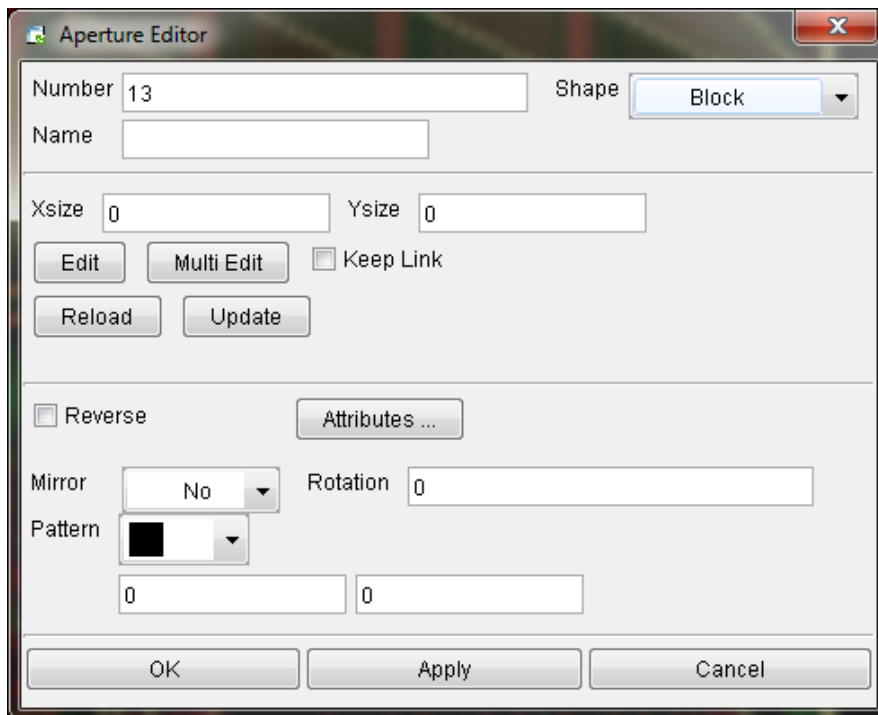 Aperture Editor
Number 13 Shape Block
Name
Xsize 0 Ysize 0
Edit Multi Edit Keep Link
Reload Update
Reverse Attributes ...
Mirror No Rotation 0
Pattern
0 0
OK Apply Cancel